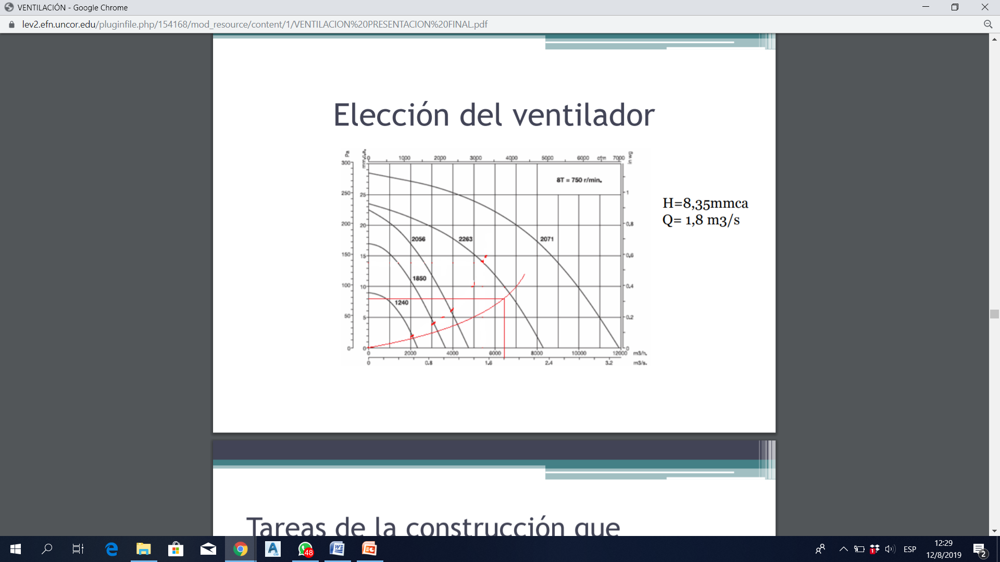 VENTILACIÓN - Google Chrome
lev2.efn.uncor.edu/pluginfile.php/154168/mod_resource/content/1/VENTILACION%20PRESENTACION%20FINAL.pdf
Elección del ventilador
Pa
0 1000 2000 3000 4000 5000 6000 cfm 7000
in wg
300
8T = 750 r/min.
250 25 1
H=8,35mmca
Q= 1,8 m3/s
200 20 0.8
2056 2263 2071
150 15 0.6
1850
100 10 0.4
1240
50 5 0.2
0 0 0
0 2000 4000 6000 8000 10000 12000 m3/h.
0 0.8 1.6 2.4 3.2 m3/s.
Tareas de la construcción que
48
1
ESP
12:29
12/8/2019
2